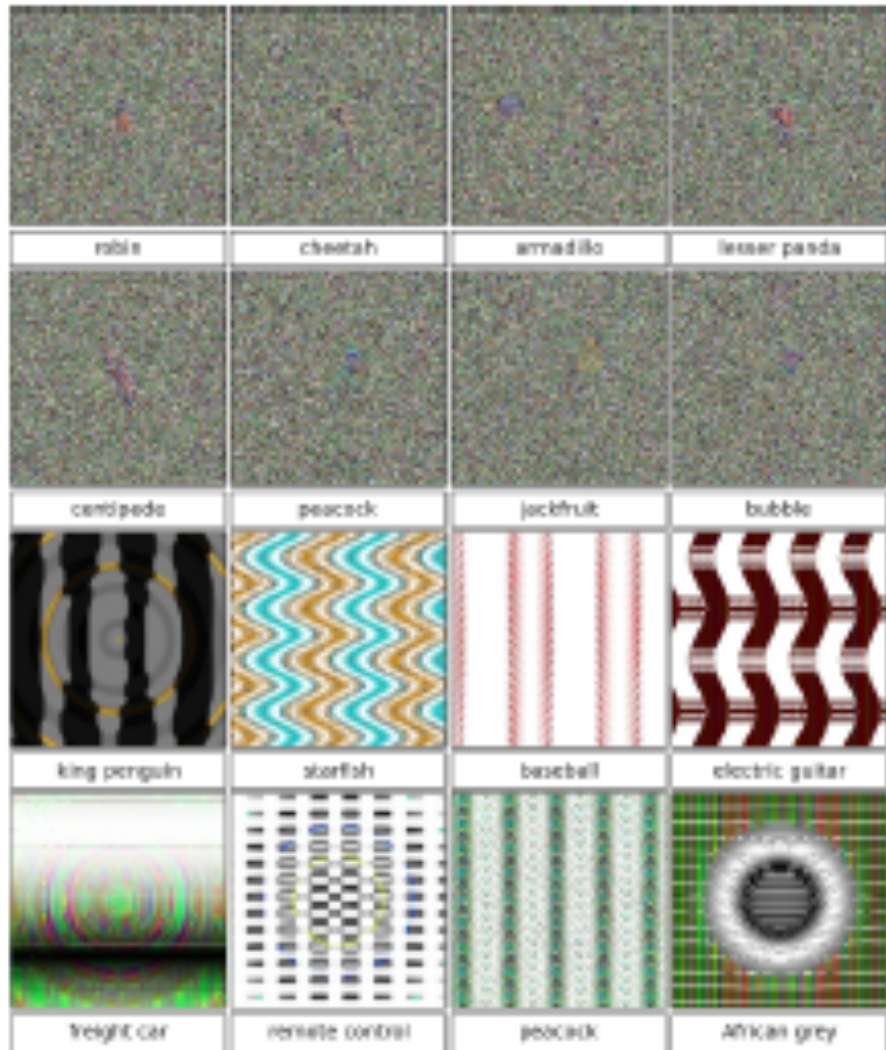 robin cheetah armadillo lesser panda
centipede peacock jackfruit bubble
king penguin starfish baseball electric guitar
freight car remote control peacock African grey